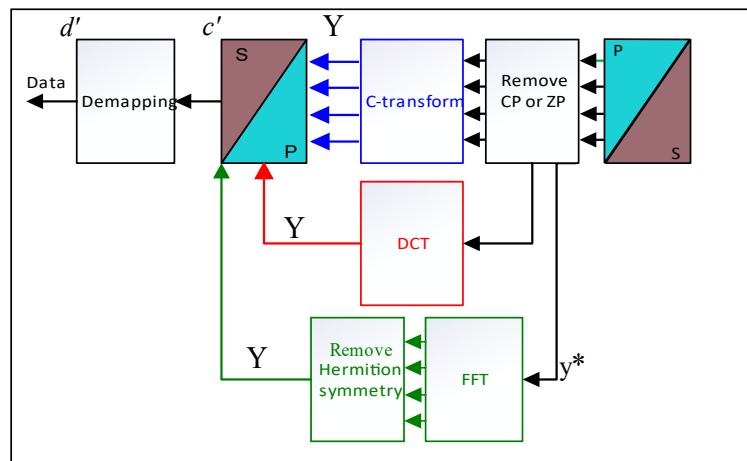 d′
c′
Y
Data
Demapping
S
P
C-transform
Remove
CP or ZP
P
S
Y
DCT
Y
Remove
Hermition
symmetry
FFT
y*